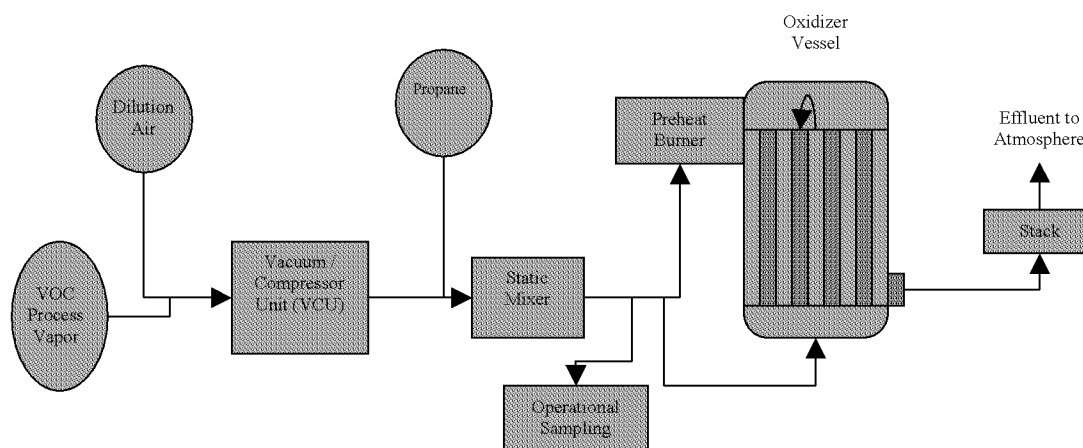 Oxidizer
Vessel
Dilution
Air
Propane
Preheat
Burner
Effluent to
Atmosphere
Stack
VOC
Process
Vapor
Vacuum /
Compressor
Unit (VCU)
Static
Mixer
Operational
Sampling